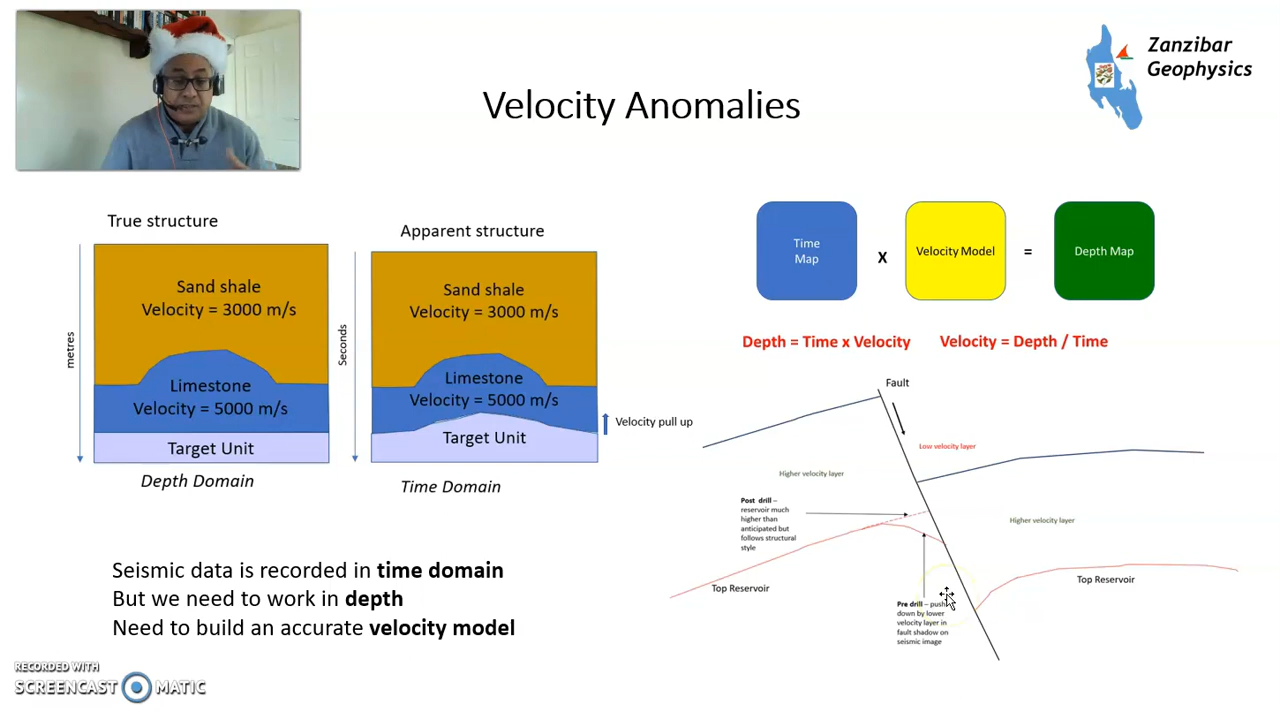 Zanzibar
Geophysics
Velocity Anomalies
True structure
Apparent structure
metres
Sand shale
Velocity = 3000 m/s
Limestone
Velocity = 5000 m/s
Target Unit
Depth Domain
Seconds
Sand shale
Velocity = 3000 m/s
Limestone
Velocity = 5000 m/s
Target Unit
Time Domain
Velocity pull up
Time
Map
X
Velocity Model
=
Depth Map
Depth = Time x Velocity
Velocity = Depth / Time
Fault
Low velocity layer
Higher velocity layer
Post drill –
reservoir much
higher than
anticipated but
follows structural
style
Higher velocity layer
Top Reservoir
Top Reservoir
Pre drill – push
down by lower
velocity layer in
fault shadow on
seismic image
Seismic data is recorded in time domain
But we need to work in depth
Need to build an accurate velocity model
RECORDED WITH
SCREENCAST MATIC